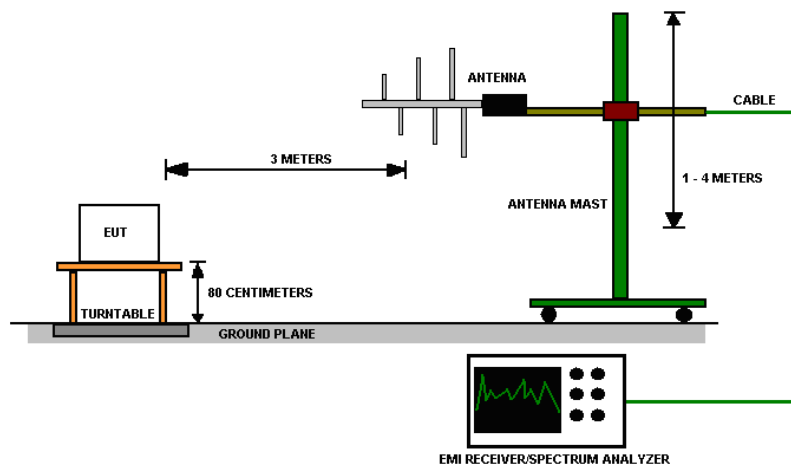 ANTENNA
CABLE
3 METERS
1 - 4 METERS
ANTENNA MAST
EUT
80 CENTIMETERS
TURNTABLE
GROUND PLANE
EMI RECEIVER/SPECTRUM ANALYZER